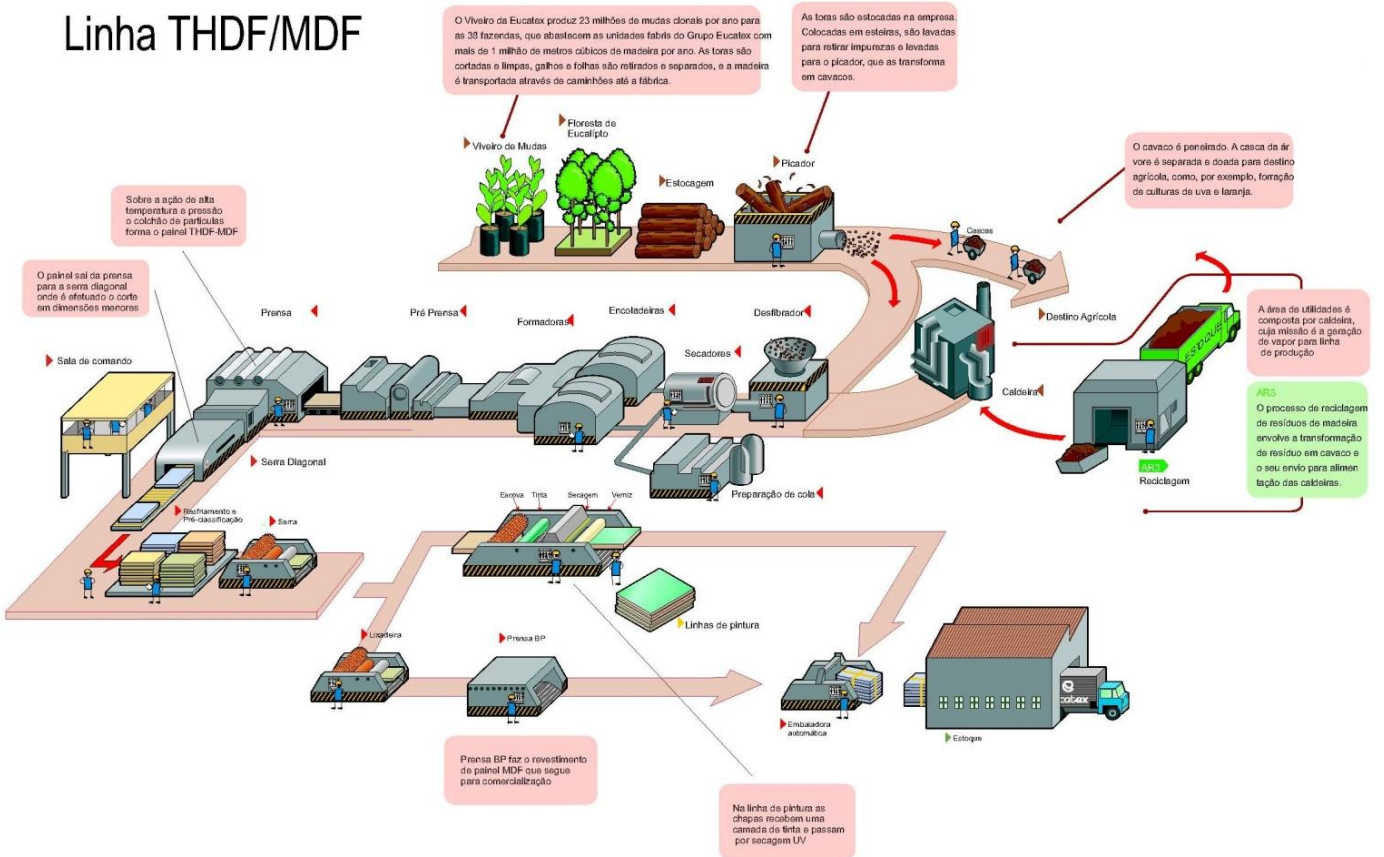 Linha THDF/MDF
O Viveiro da Eucatex produz 23 milhões de mudas clonais por ano para
as 38 fazendas, que abastecem as unidades fabris do Grupo Eucatex com
mais de 1 milhão de metros cúbicos de madeira por ano. As toras são
cortadas e limpas, galhos e folhas são retirados e separados, e a madeira
é transportada através de caminhões até a fábrica.
As toras são estocadas na empresa.
Colocadas em esteiras, são lavadas
para retirar impurezas e levadas
para o picador, que as transforma
em cavacos.
Viveiro de Mudas
Floresta de
Eucalípto
Estocagem
Picador
O cavaco é peneirado. A casca da ár
vore é separada e doada para destino
agrícola, como, por exemplo, forração
de culturas de uva e laranja.
Cascas
Destino Agrícola
Sobre a ação de alta
temperatura e pressão
o colchão de partículas
forma o painel THDF-MDF
O painel sai da prensa
para a serra diagonal
onde é efetuado o corte
em dimensões menores
Sala de comando
Prensa
Pré Prensa
Formadoras
Encoladeiras
Secadores
Desfibrador
Caldeira
ESTOQUE
A área de utilidades é
composta por caldeira,
cuja missão é a geração
de vapor para linha
de produção
AR3
O processo de reciclagem
de resíduos de madeira
envolve a transformação
de resíduo em cavaco e
o seu envio para alimen
tação das caldeiras.
AR3
Reciclagem
Serra Diagonal
Preparação de cola
Resfriamento e
Pré-classificação
Serra
Escova
Tinta
Secagem
Verniz
Linhas de pintura
Lixadeira
Prensa BP
Embaladora
automática
Estoque
Prensa BP faz o revestimento
de painel MDF que segue
para comercialização
Na linha de pintura as
chapas recebem uma
camada de tinta e passam
por secagem UV